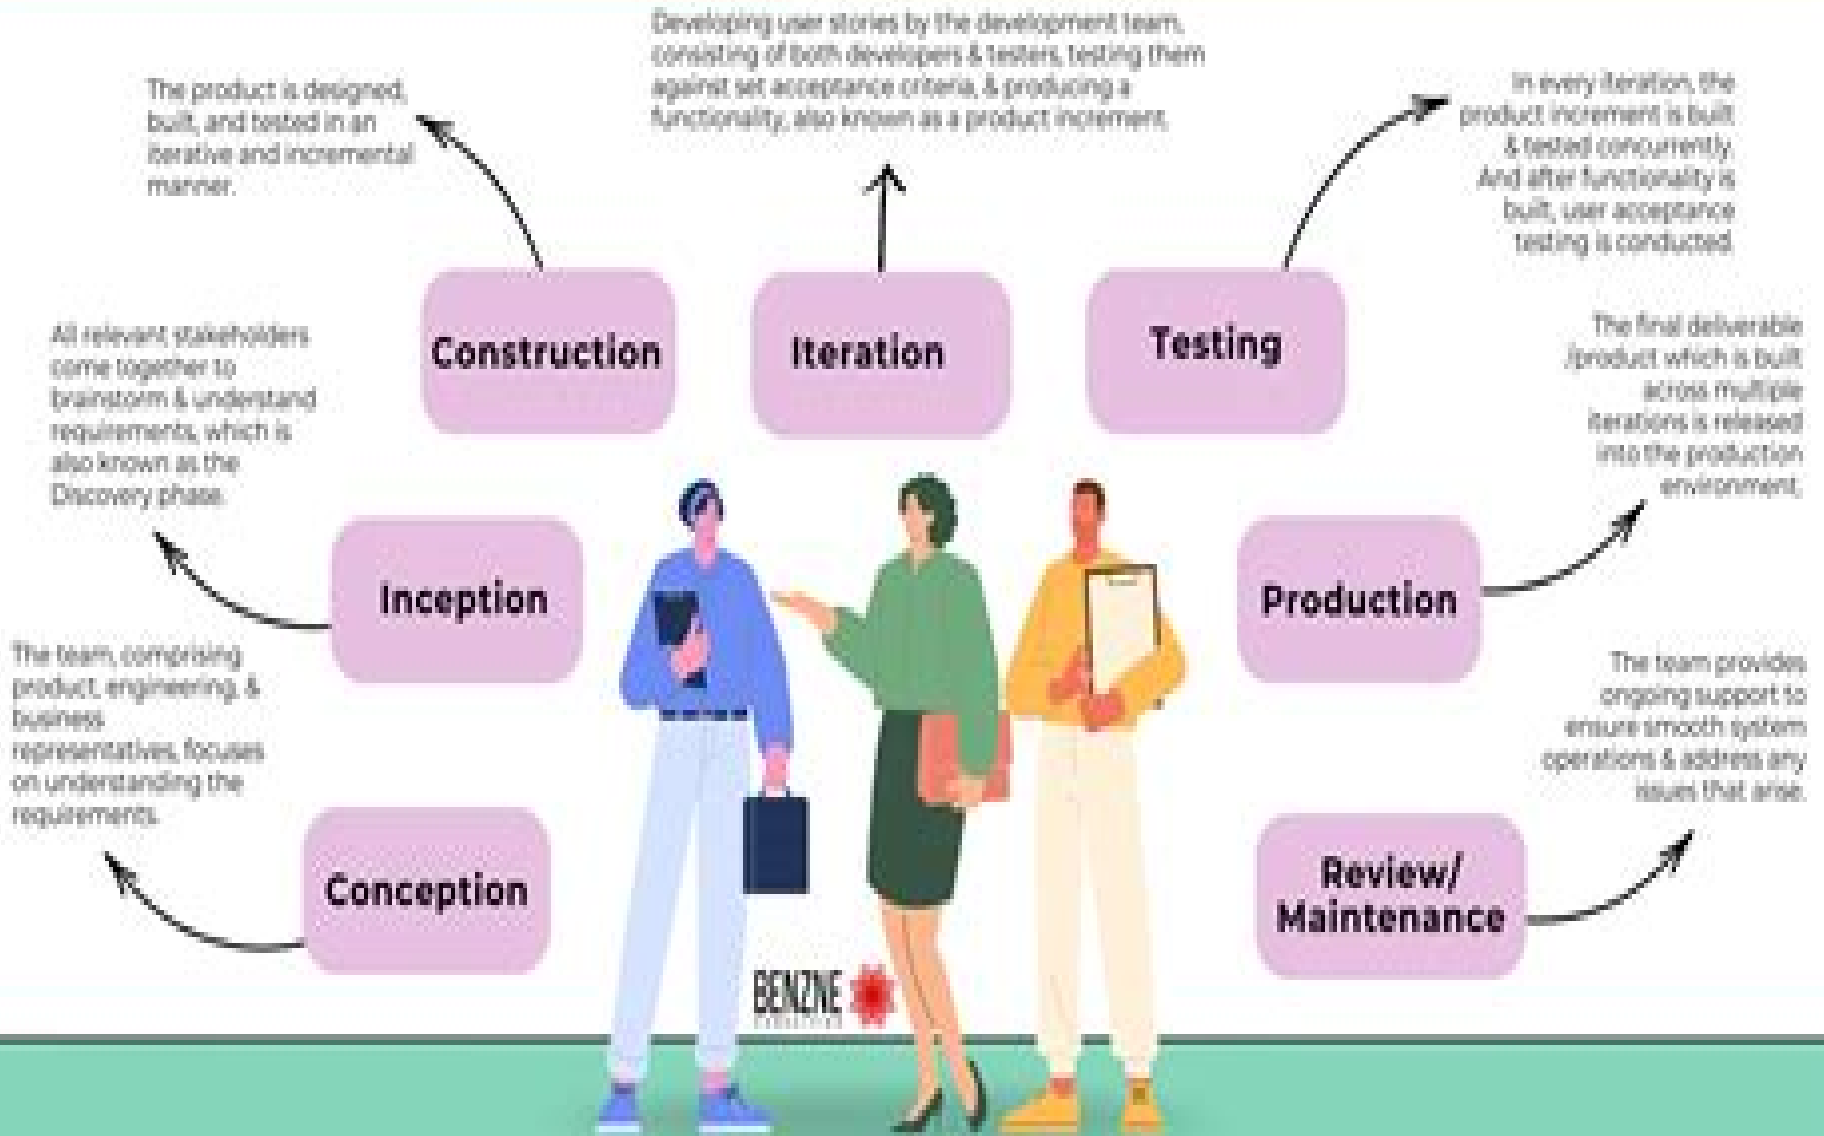 Developing user stories by the development team,
consisting of both developers & testers, testing them
against set acceptance criteria, & producing a
functionality, also known as a product increment.
The product is designed,
built, and tested in an
iterative and incremental
manner.
In every iteration, the
product increment is built
& tested concurrently.
And after functionality is
built, user acceptance
testing is conducted.
Construction
Iteration
Testing
All relevant stakeholders
come together to
brainstorm & understand
requirements, which is
also known as the
Discovery phase.
The final deliverable
/product which is built
across multiple
iterations is released
into the production
environment.
Inception
Production
The team, comprising
product, engineering, &
business
representatives, focuses
on understanding the
requirements.
The team provides
ongoing support to
ensure smooth system
operations & address any
issues that arise.
Conception
Review/
Maintenance
BENZNE